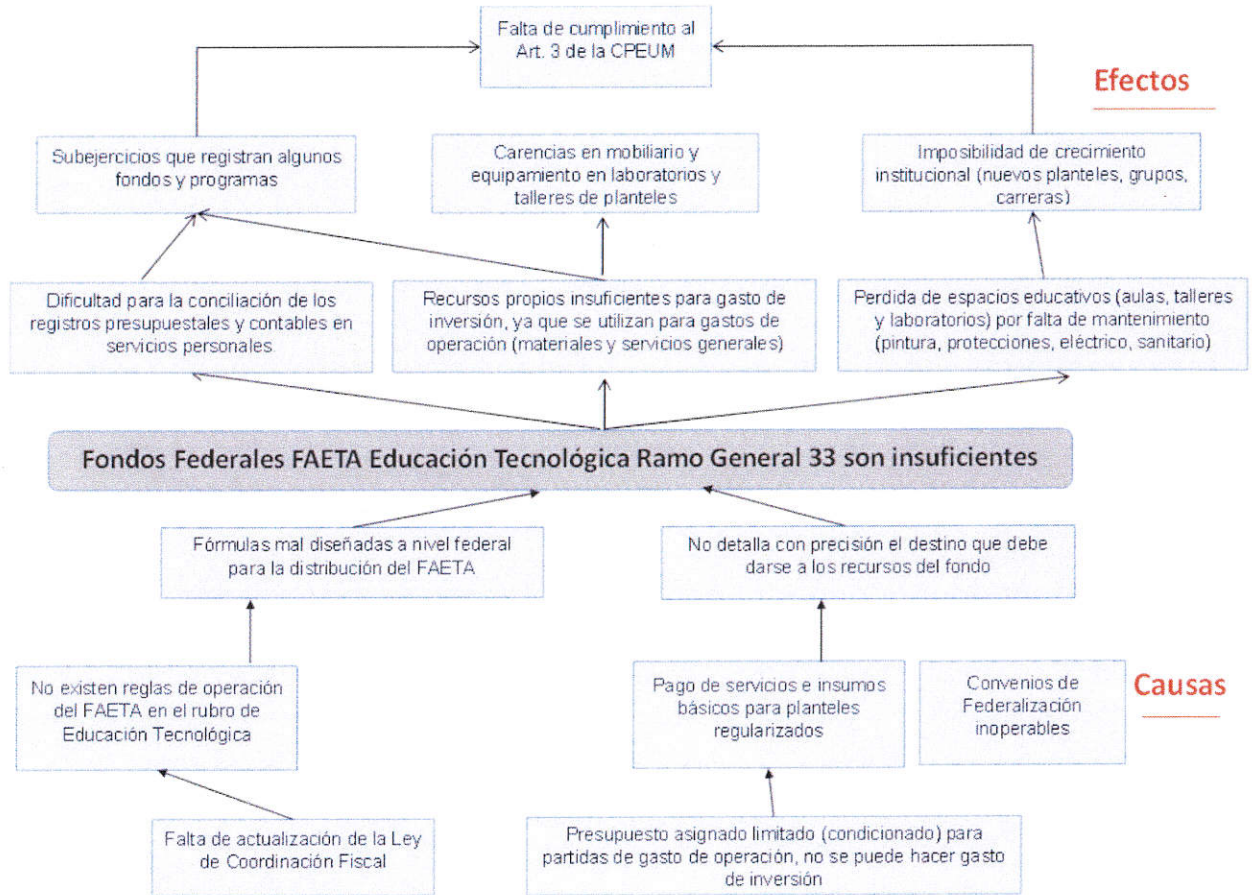 Falta de cumplimiento al
Art. 3 de la CPEUM
Efectos
Subejercicios que registran algunos
fondos y programas
Carencias en mobiliario y
equipamiento en laboratorios y
talleres de planteles
Imposibilidad de crecimiento
institucional (nuevos planteles, grupos,
carreras)
Dificultad para la conciliación de los
registros presupuestales y contables en
servicios personales.
Recursos propios insuficientes para gasto de
inversión, ya que se utilizan para gastos de
operación (materiales y servicios generales)
Perdida de espacios educativos (aulas, talleres
y laboratorios) por falta de mantenimiento
(pintura, protecciones, eléctrico, sanitario)
Fondos Federales FAETA Educación Tecnológica Ramo General 33 son insuficientes
Fórmulas mal diseñadas a nivel federal
para la distribución del FAETA
No detalla con precisión el destino que debe
darse a los recursos del fondo
No existen reglas de operación
del FAETA en el rubro de
Educación Tecnológica
Pago de servicios e insumos
básicos para planteles
regularizados
Convenios de
Federalización
inoperables
Causas
Falta de actualización de la Ley
de Coordinación Fiscal
Presupuesto asignado limitado (condicionado) para
partidas de gasto de operación, no se puede hacer gasto
de inversión